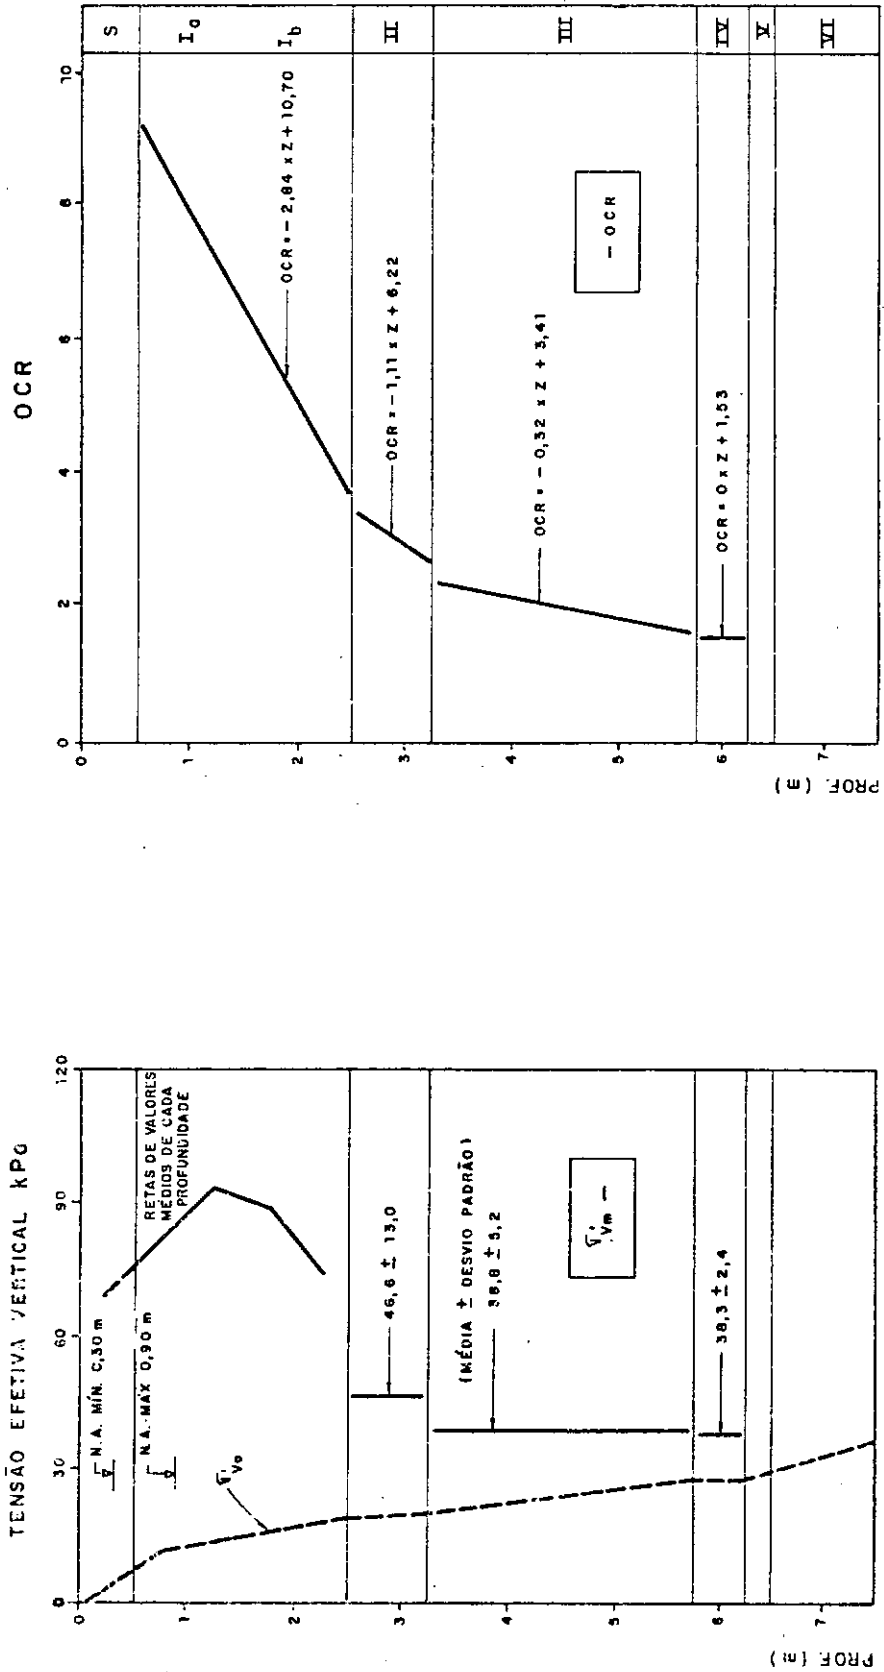 TENSÃO EFETIVA VERTICAL kPa
0 30 60 90 120
N.A. MÍN. 0,30 m
N.A. MÁX 0,90 m
RETAS DE VALORES
MÉDIOS DE CADA
PROFUNDIDADE
σ'v0
46,6 ± 13,0
(MÉDIA ± DESVIO PADRÃO)
38,8 ± 5,2
σ'vm —
38,3 ± 2,4
0 1 2 3 4 5 6 7
PROF. (m)
OCR
0 2 4 6 8 10
S
Ia
Ib
II
III
IV
V
VI
OCR = - 2,84 x Z + 10,70
OCR = - 1,11 x Z + 6,22
OCR = - 0,32 x Z + 3,41
— OCR
OCR = 0 x Z + 1,53
0 1 2 3. 4 5 6 7
PROF. (m)